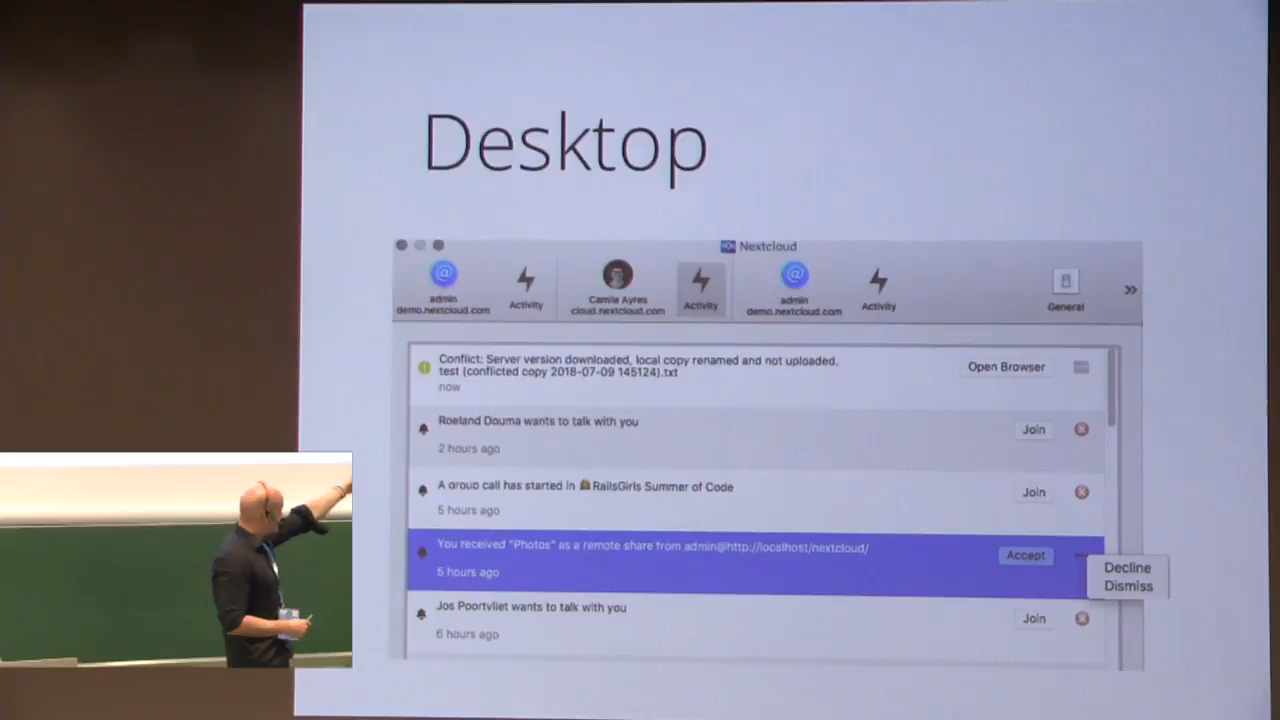 Desktop
Nextcloud
admin
demo.nextcloud.com
Activity
Camila Ayres
cloud.nextcloud.com
Activity
admin
demo.nextcloud.com
Activity
General
Conflict: Server version downloaded, local copy renamed and not uploaded.
test (conflicted copy 2018-07-09 145124).txt
now
Open Browser
Roeland Douma wants to talk with you
2 hours ago
Join
A group call has started in RailsGirls Summer of Code
5 hours ago
Join
You received "Photos" as a remote share from admin@http://localhost/nextcloud/
5 hours ago
Accept
Decline
Dismiss
Jos Poortvliet wants to talk with you
6 hours ago
Join